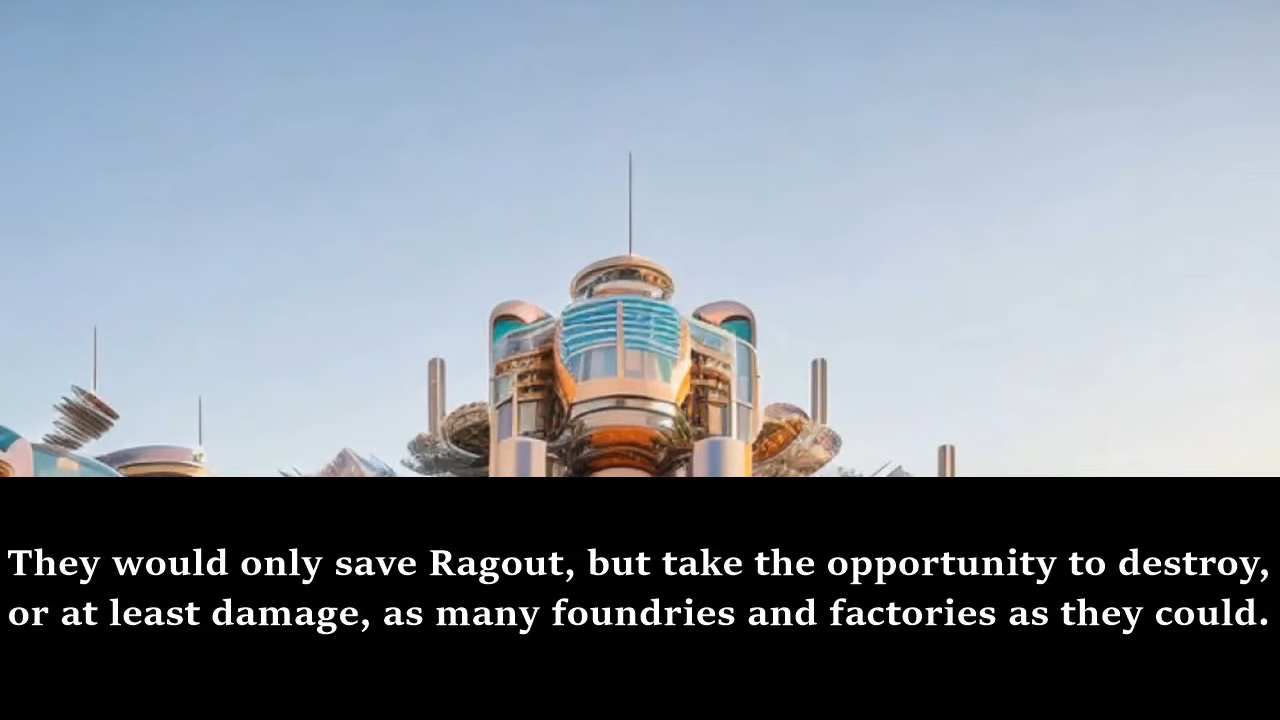 They would only save Ragout, but take the opportunity to destroy,
or at least damage, as many foundries and factories as they could.